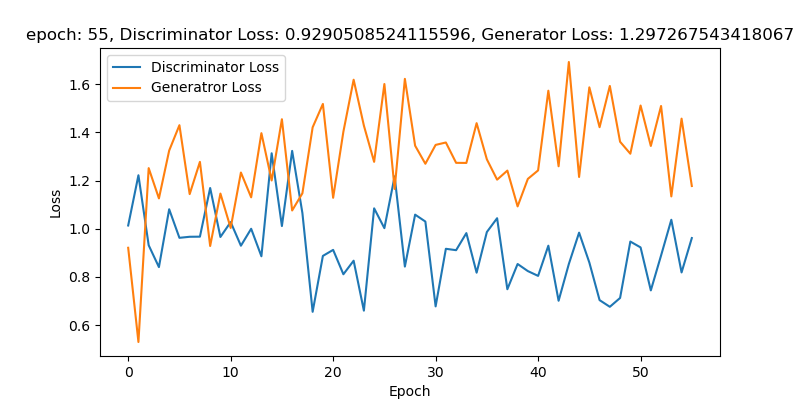 epoch: 55, Discriminator Loss: 0.9290508524115596, Generator Loss: 1.297267543418067
Discriminator Loss
Generatror Loss
1.6
1.4
1.2
1.0
0.8
0.6
Loss
0
10
20
30
40
50
Epoch